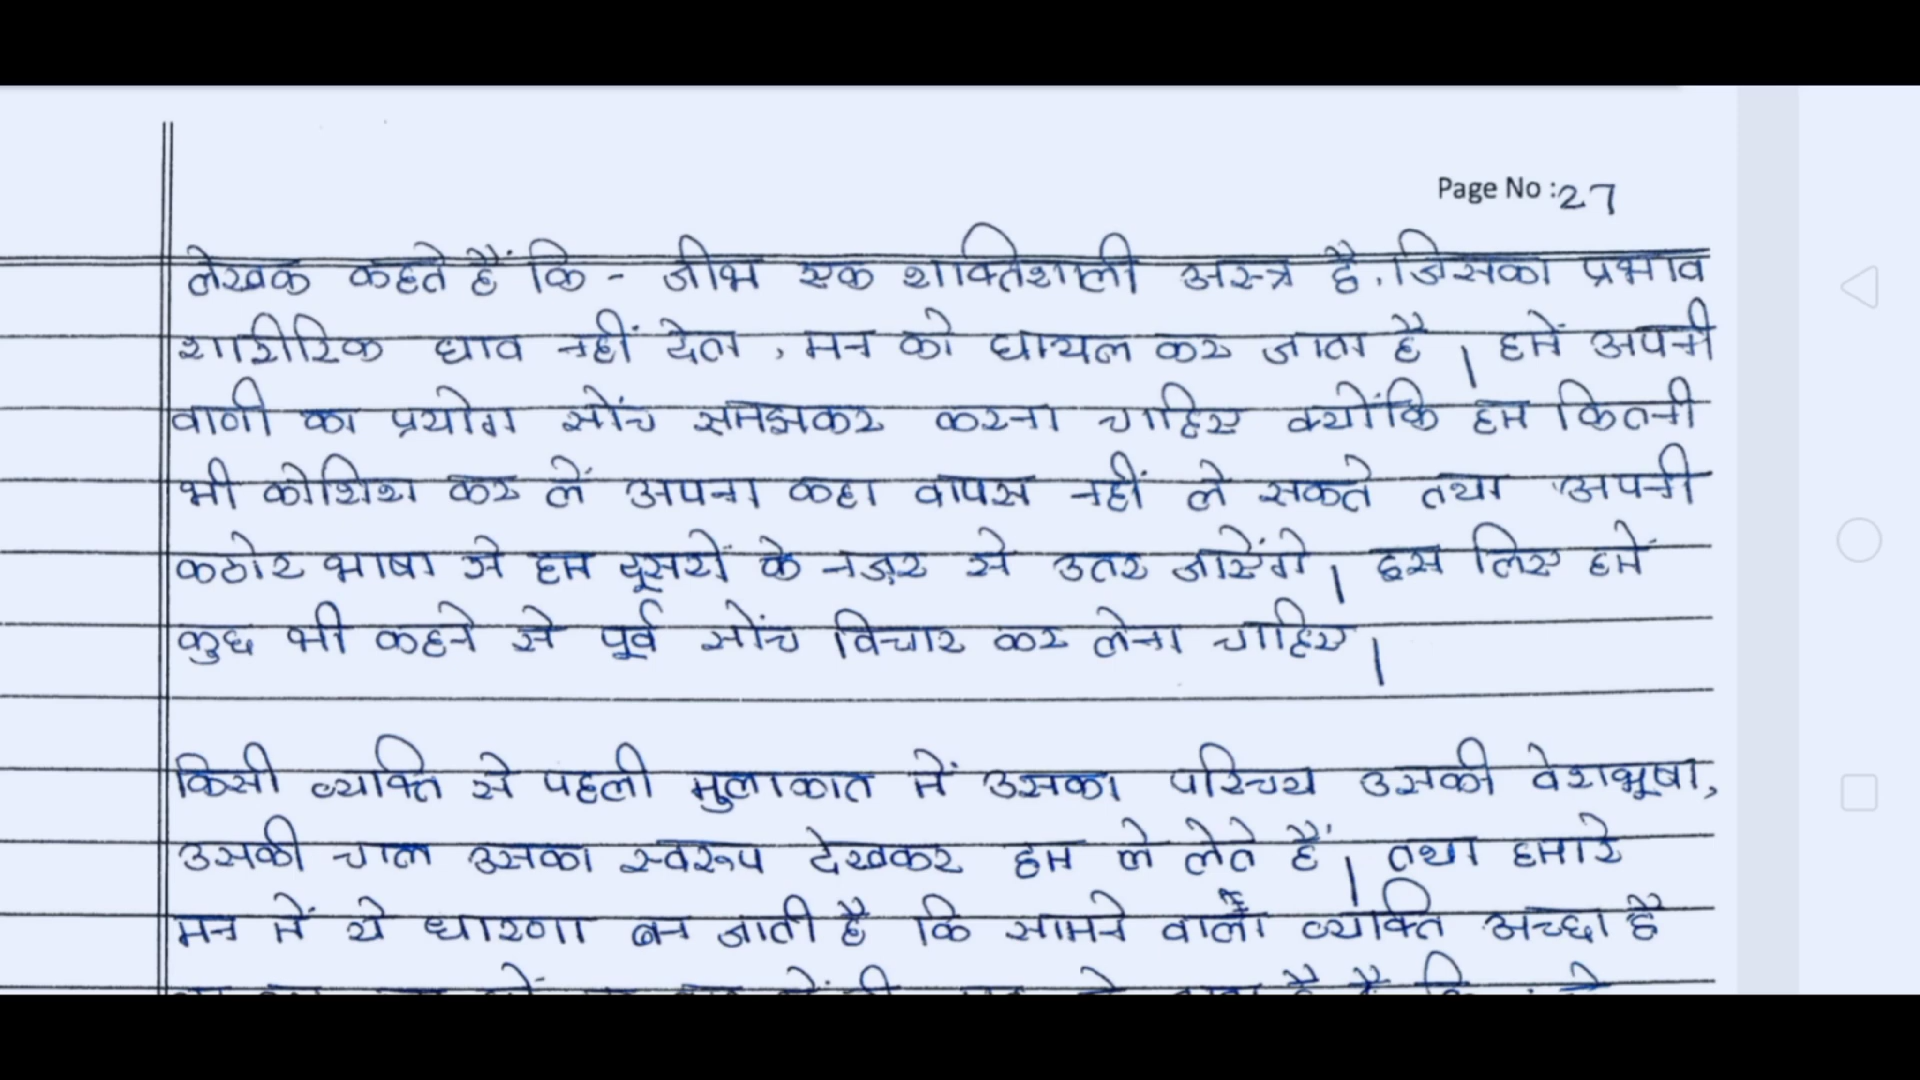 Page No :27
लेखक कहते हैं कि - जीभ एक शक्तिशाली अस्त्र है, जिसका प्रभाव
शारीरिक घाव नहीं देता, मन को घायल कर जाता है । हमें अपनी
वाणी का प्रयोग सोंच समझकर करना चाहिए क्योंकि हम कितनी
भी कोशिश कर लें अपना कहा वापस नहीं ले सकते तथा अपनी
कठोर भाषा से हम दूसरों के नज़र से उतर जाएंगे । इस लिए हमें
कुछ भी कहने से पूर्व सोंच विचार कर लेना चाहिए ।
किसी व्यक्ति से पहली मुलाकात में उसका परिचय उसकी वेशभूषा,
उसकी चाल उसका स्वरूप देखकर हम ले लेते हैं । तथा हमारे
मन में ये धारणा बन जाती है कि सामने वाला व्यक्ति अच्छा है